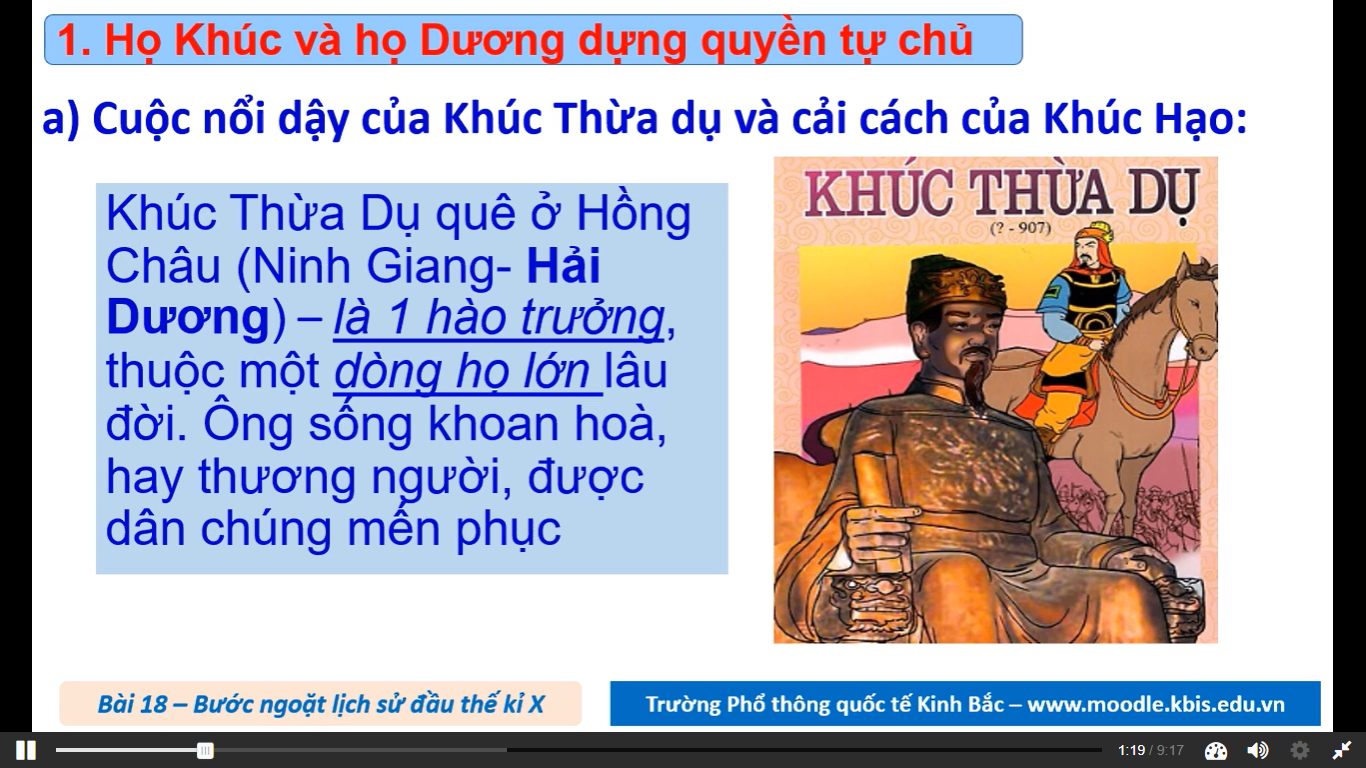 1. Họ Khúc và họ Dương dựng quyền tự chủ
a) Cuộc nổi dậy của Khúc Thừa dụ và cải cách của Khúc Hạo:
Khúc Thừa Dụ quê ở Hồng
Châu (Ninh Giang- Hải
Dương) – là 1 hào trưởng,
thuộc một dòng họ lớn lâu
đời. Ông sống khoan hoà,
hay thương người, được
dân chúng mến phục
KHÚC THỪA DỤ
(? - 907)
Bài 18 – Bước ngoặt lịch sử đầu thế kỉ X
Trường Phổ thông quốc tế Kinh Bắc – www.moodle.kbis.edu.vn
1:19 / 9:17